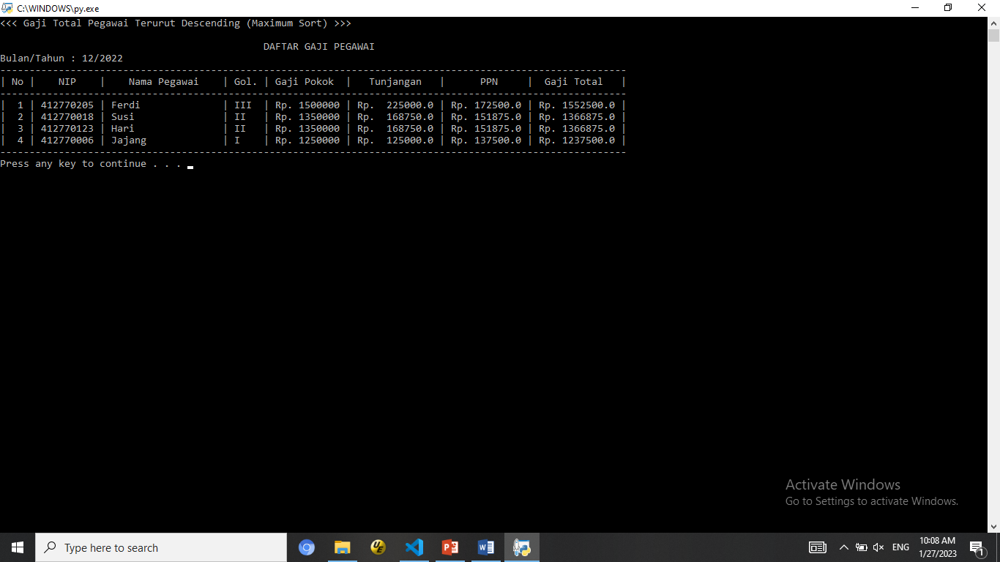 C:\WINDOWS\py.exe
<<< Gaji Total Pegawai Terurut Descending (Maximum Sort) >>>
DAFTAR GAJI PEGAWAI
Bulan/Tahun : 12/2022
-----------------------------------------------------------------------------------------------------------
| No |    NIP    |    Nama Pegawai    | Gol. | Gaji Pokok  |   Tunjangan   |      PPN     |  Gaji Total   |
-----------------------------------------------------------------------------------------------------------
|  1 | 412770205 | Ferdi              | III  | Rp. 1500000 | Rp.  225000.0 | Rp. 172500.0 | Rp. 1552500.0 |
|  2 | 412770018 | Susi               | II   | Rp. 1350000 | Rp.  168750.0 | Rp. 151875.0 | Rp. 1366875.0 |
|  3 | 412770123 | Hari               | II   | Rp. 1350000 | Rp.  168750.0 | Rp. 151875.0 | Rp. 1366875.0 |
|  4 | 412770006 | Jajang             | I    | Rp. 1250000 | Rp.  125000.0 | Rp. 137500.0 | Rp. 1237500.0 |
-----------------------------------------------------------------------------------------------------------
Press any key to continue . . .
Activate Windows
Go to Settings to activate Windows.
Type here to search
ENG
10:08 AM
1/27/2023
1